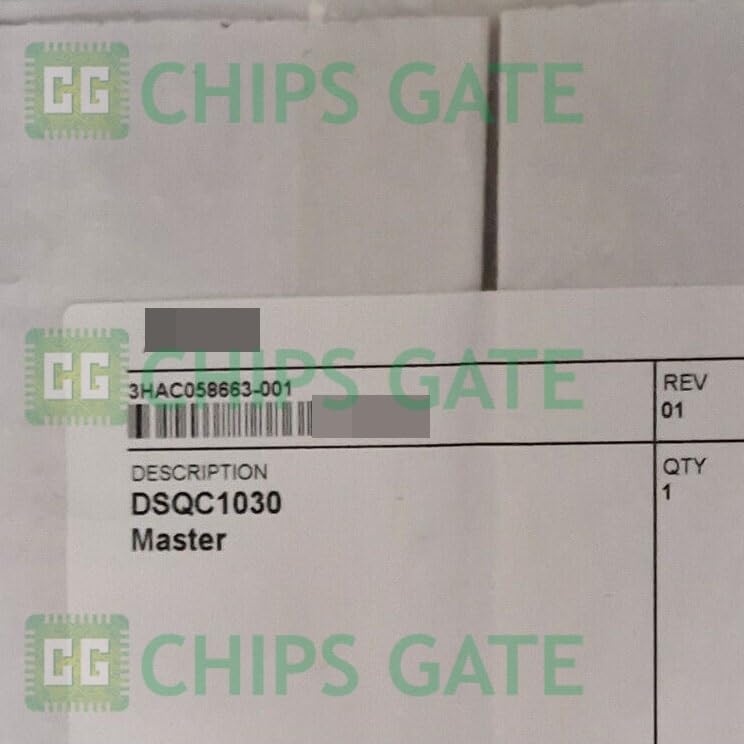 CG CHIPS GATE
CG CHIPS GATE
3HAC058663-001
REV
01
DESCRIPTION
DSQC1030
Master
QTY
1
CG CHIPS GATE